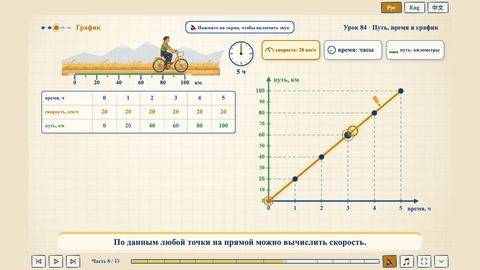 Рус Eng 中文
График
Нажмите на экран, чтобы включить звук
Урок 84 · Путь, время и график
скорость: 20 км/ч
время: часы
путь: километры
5 ч
0 20 40 60 80 100 км
время, ч 0 1 2 3 4 5
скорость, км/ч 20 20 20 20 20 20
путь, км 0 20 40 60 80 100
путь, км
100
90
80
70
60
50
40
30
20
10
0
0 1 2 3 4 5 время, ч
По данным любой точки на прямой можно вычислить скорость.
Часть 8 / 13